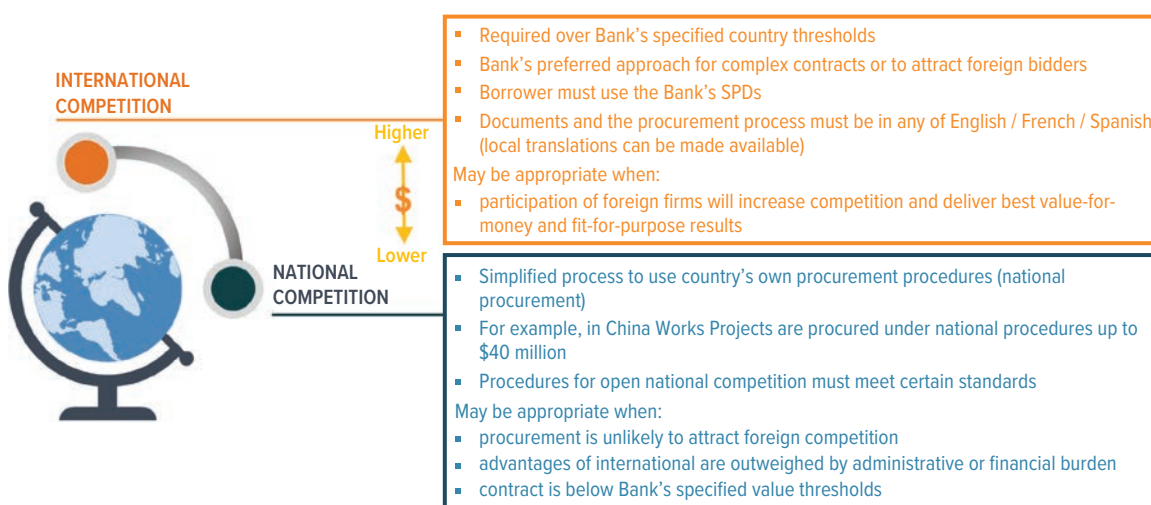 INTERNATIONAL
COMPETITION
Higher
$
Lower
NATIONAL
COMPETITION
▪ Required over Bank's specified country thresholds
▪ Bank's preferred approach for complex contracts or to attract foreign bidders
▪ Borrower must use the Bank's SPDs
▪ Documents and the procurement process must be in any of English / French / Spanish
(local translations can be made available)
May be appropriate when:
▪ participation of foreign firms will increase competition and deliver best value-for-
money and fit-for-purpose results
▪ Simplified process to use country's own procurement procedures (national
procurement)
▪ For example, in China Works Projects are procured under national procedures up to
$40 million
▪ Procedures for open national competition must meet certain standards
May be appropriate when:
▪ procurement is unlikely to attract foreign competition
▪ advantages of international are outweighed by administrative or financial burden
▪ contract is below Bank's specified value thresholds